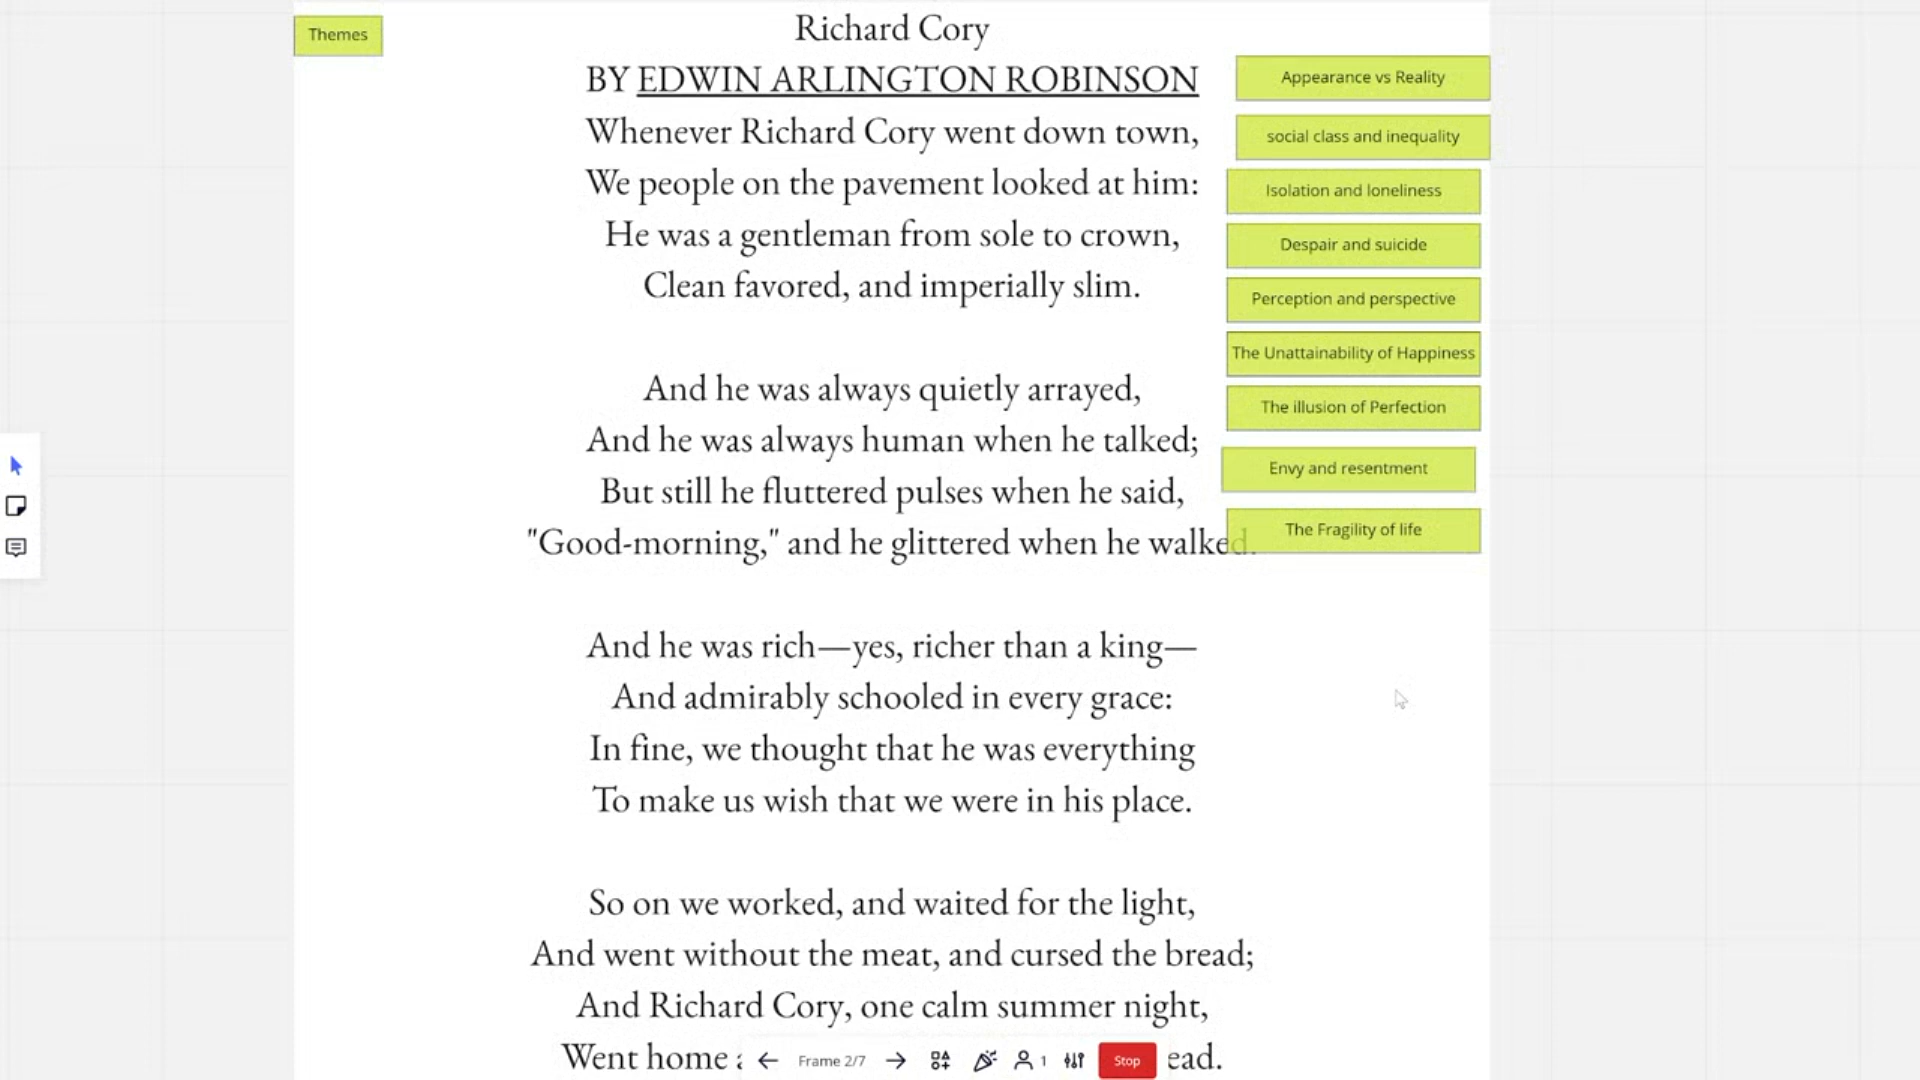 Themes
Richard Cory
BY EDWIN ARLINGTON ROBINSON
Whenever Richard Cory went down town,
We people on the pavement looked at him:
He was a gentleman from sole to crown,
Clean favored, and imperially slim.
And he was always quietly arrayed,
And he was always human when he talked;
But still he fluttered pulses when he said,
"Good-morning," and he glittered when he walked.
And he was rich—yes, richer than a king—
And admirably schooled in every grace:
In fine, we thought that he was everything
To make us wish that we were in his place.
So on we worked, and waited for the light,
And went without the meat, and cursed the bread;
And Richard Cory, one calm summer night,
Went home ead.
Appearance vs Reality
social class and inequality
Isolation and loneliness
Despair and suicide
Perception and perspective
The Unattainability of Happiness
The illusion of Perfection
Envy and resentment
The Fragility of life
Frame 2/7
1
Stop